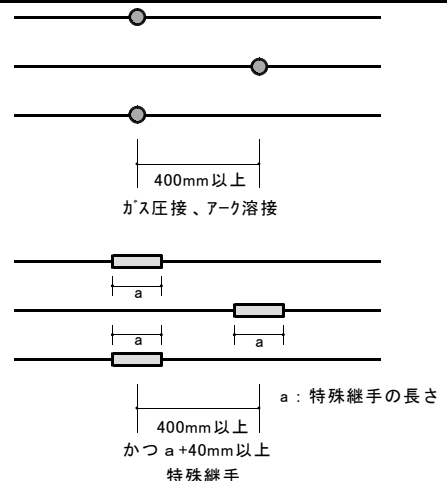 400mm以上
ガス圧接、アーク溶接
a
a
a
a：特殊継手の長さ
400mm以上
かつa+40mm以上
特殊継手